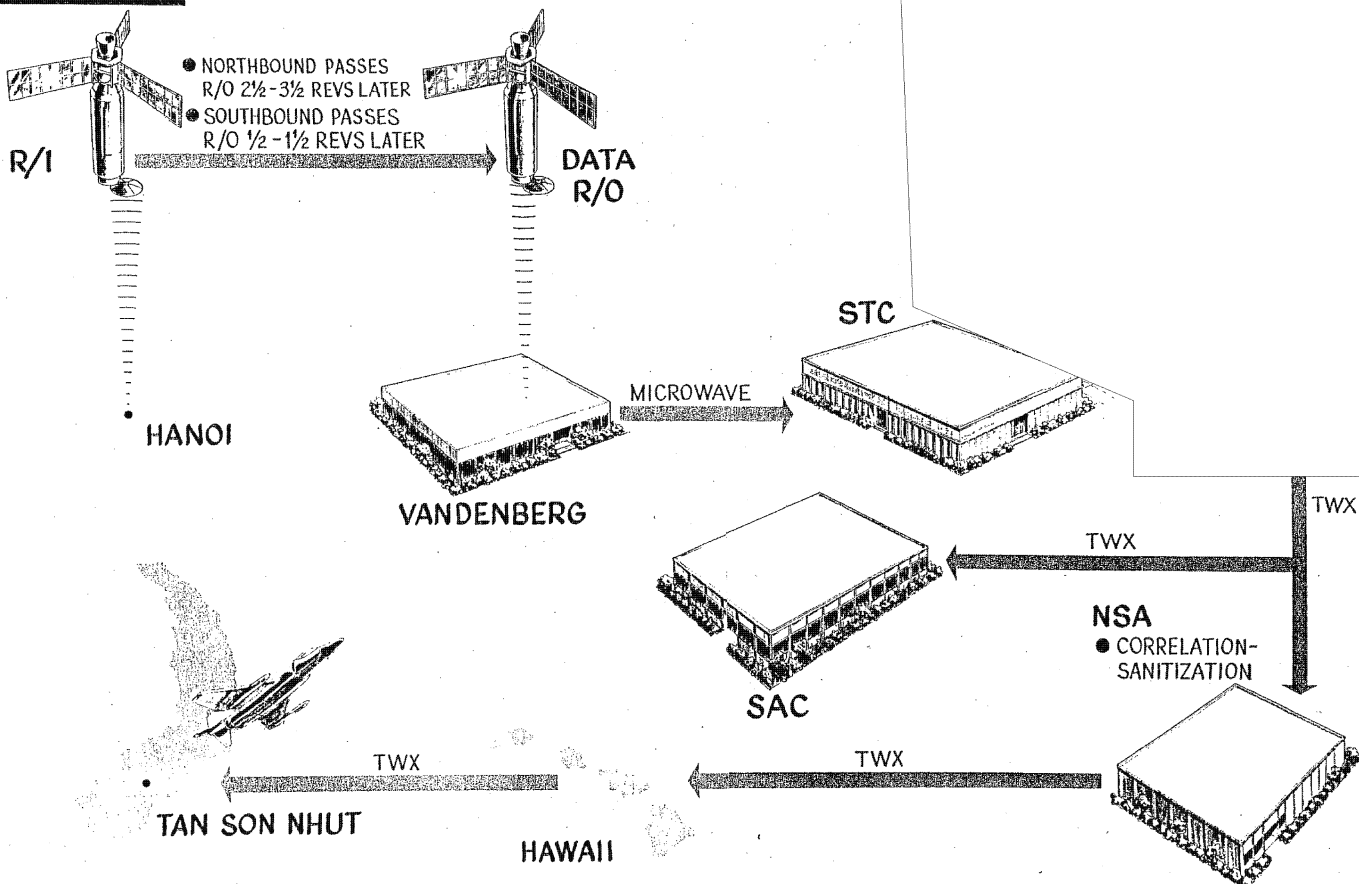 ● NORTHBOUND PASSES
R/O 2½-3½ REVS LATER
● SOUTHBOUND PASSES
R/O ½-1½ REVS LATER
R/I
DATA
R/O
STC
MICROWAVE
HANOI
VANDENBERG
TWX
TWX
NSA
● CORRELATION-
SANITIZATION
SAC
TWX
TWX
TAN SON NHUT
HAWAII